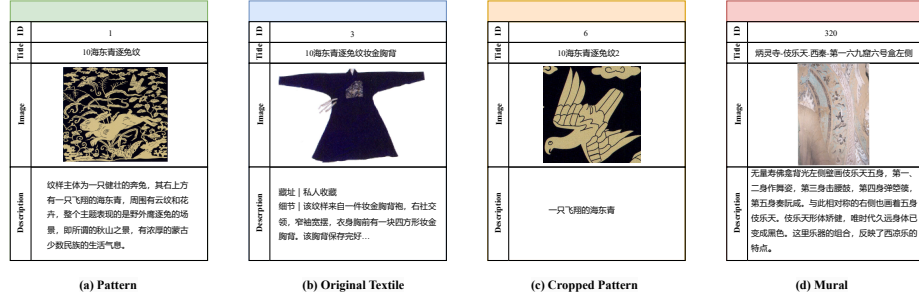 ID
1
Title
10海东青逐兔纹
Image
Description
纹样主体为一只健壮的奔兔，其右上方
有一只飞翔的海东青，周围有云纹和花
卉，整个主题表现的是野外鹰逐兔的场
景，即所谓的秋山之景，有浓厚的蒙古
少数民族的生活气息。
(a) Pattern
ID
3
Title
10海东青逐兔纹妆金胸背
Image
Descrption
藏址 | 私人收藏
细节 | 该纹样来自一件妆金胸背袍，右衽交
领，窄袖宽摆，衣身胸前有一块四方形妆金
胸背。该胸背保存完好…
(b) Original Textile
ID
6
Title
10海东青逐兔纹2
Image
Description
一只飞翔的海东青
(c) Cropped Pattern
ID
320
Title
炳灵寺-伎乐天.西秦-第一六九窟六号龛左侧
Image
Description
无量寿佛龛背光左侧壁画伎乐天五身，第一、
二身作舞姿，第三身击腰鼓，第四身弹箜篌，
第五身奏阮咸。与此相对称的右侧也画着五身
伎乐天。伎乐天形体矫健，唯时代久远身体已
变成黑色。这里乐器的组合，反映了西凉乐的
特点。
(d) Mural